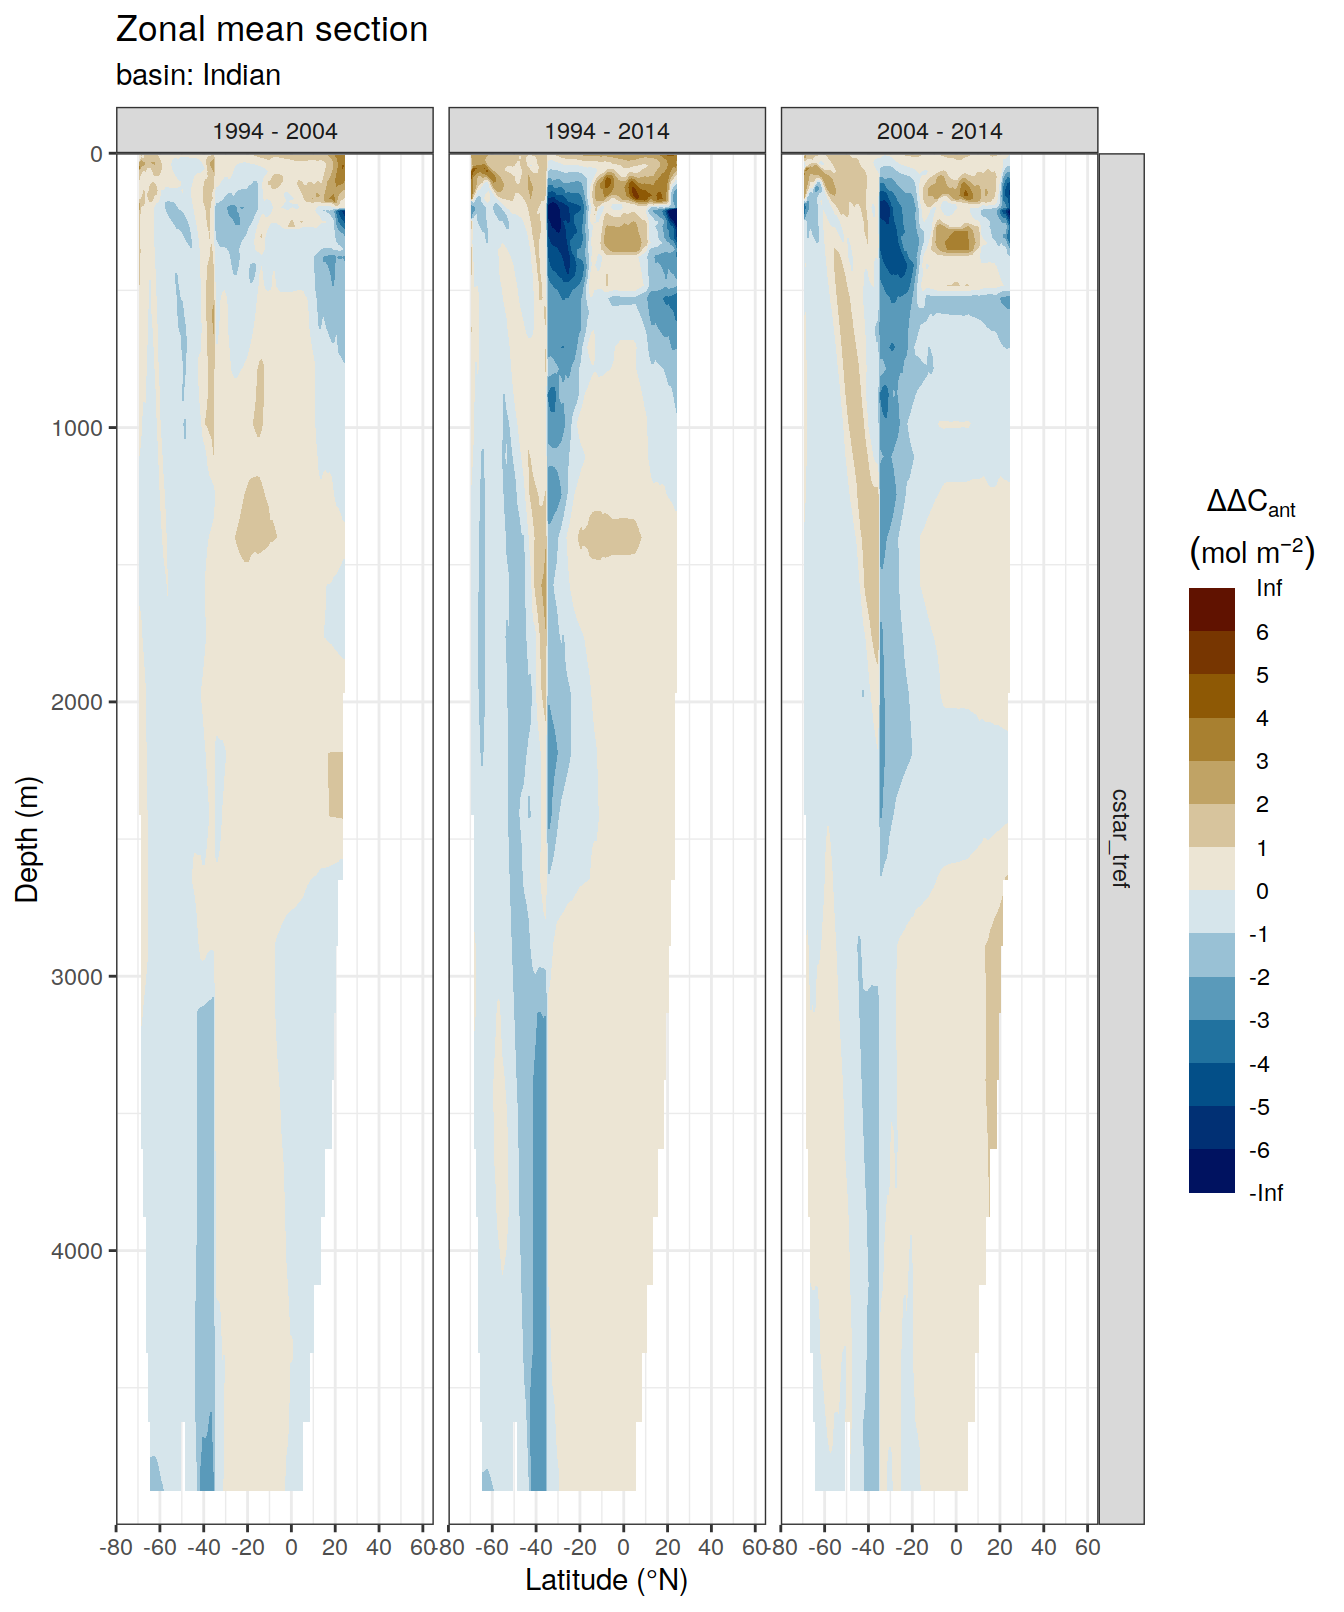 Zonal mean section
basin: Indian
1994 - 2004
1994 - 2014
2004 - 2014
0
1000
2000
3000
4000
Depth (m)
cstar_tref
-80 -60 -40 -20 0 20 40 60
-80 -60 -40 -20 0 20 40 60
-80 -60 -40 -20 0 20 40 60
Latitude (°N)
ΔΔCant
(mol m−2)
Inf
6
5
4
3
2
1
0
-1
-2
-3
-4
-5
-6
-Inf